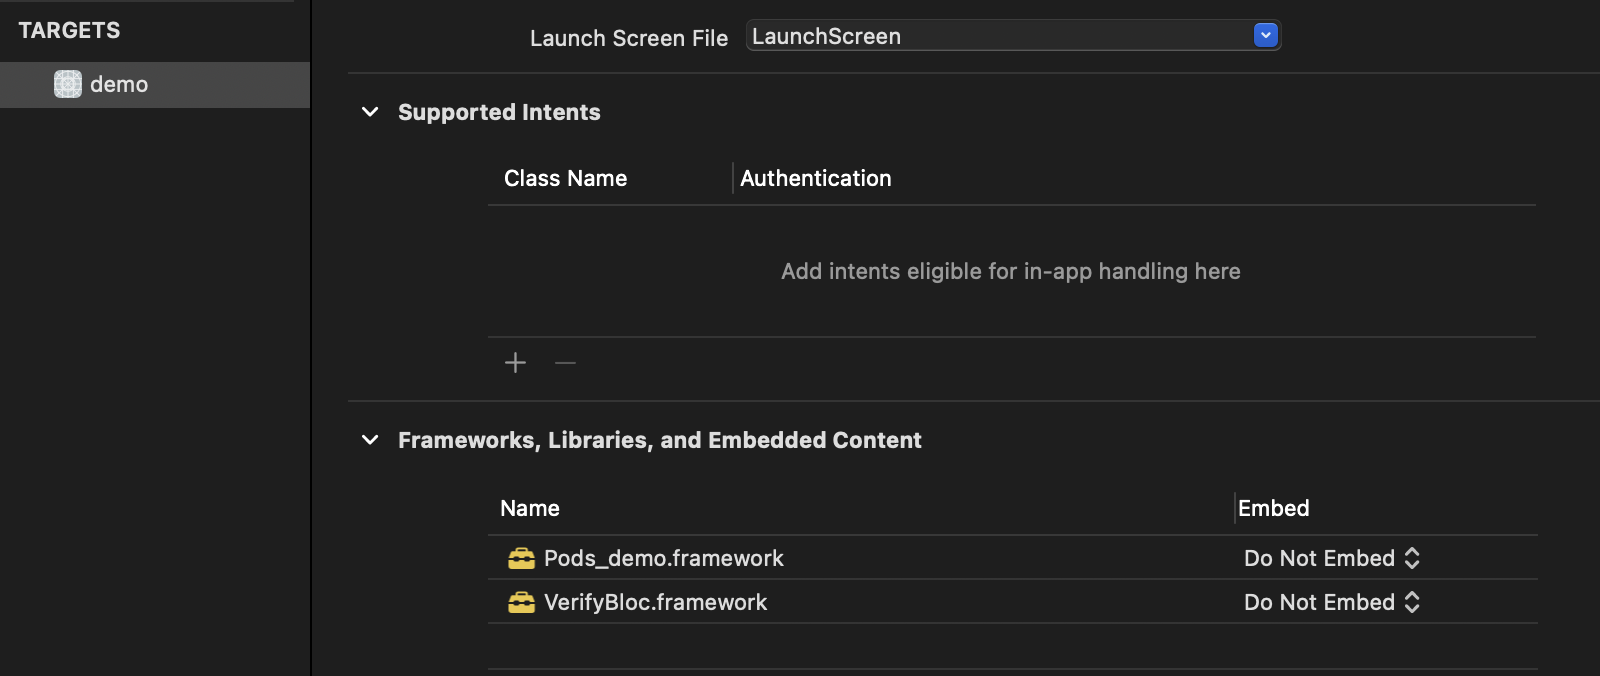 TARGETS
demo
Launch Screen File LaunchScreen
Supported Intents
Class Name Authentication
Add intents eligible for in-app handling here
Frameworks, Libraries, and Embedded Content
Name Embed
Pods_demo.framework Do Not Embed
VerifyBloc.framework Do Not Embed